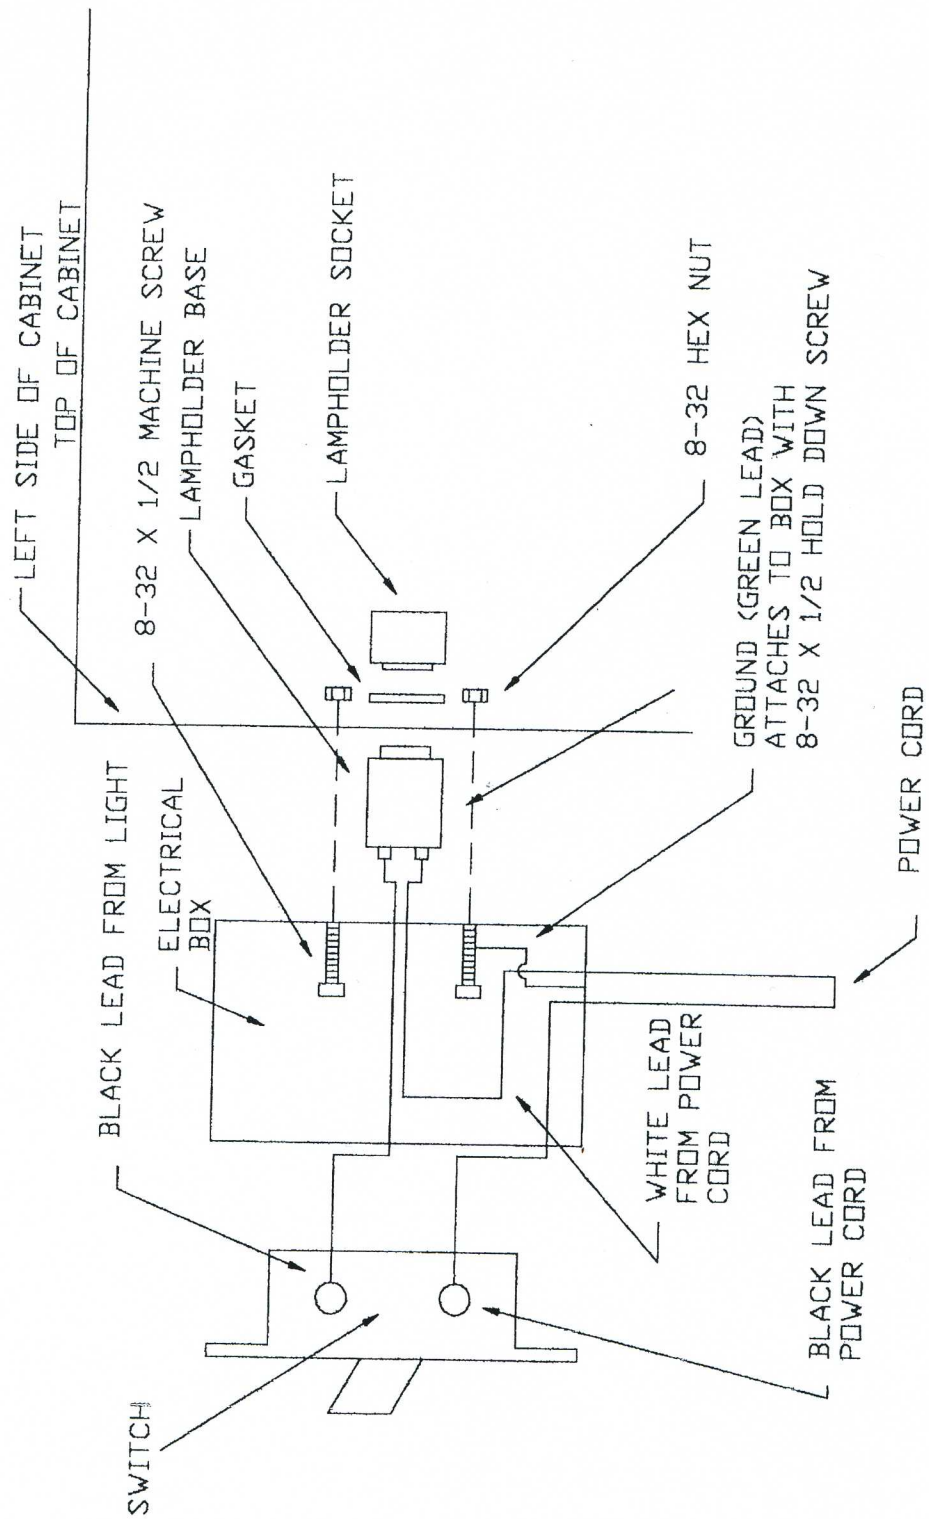 LEFT SIDE OF CABINET
TOP OF CABINET
8-32 X 1/2 MACHINE SCREW
LAMPHOLDER BASE
GASKET
LAMPHOLDER SOCKET
8-32 HEX NUT
BLACK LEAD FROM LIGHT
ELECTRICAL
BOX
GROUND (GREEN LEAD)
ATTACHES TO BOX WITH
8-32 X 1/2 HOLD DOWN SCREW
POWER CORD
WHITE LEAD
FROM POWER
CORD
BLACK LEAD FROM
POWER CORD
SWITCH